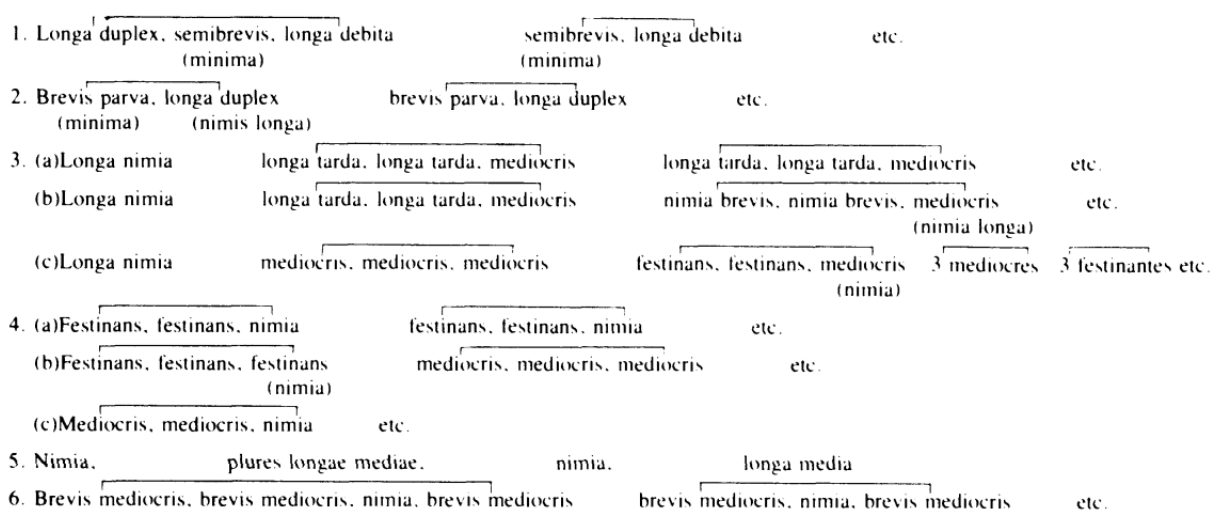 1. Longa duplex, semibrevis, longa debita semibrevis, longa debita etc.
(minima) (minima)
2. Brevis parva, longa duplex brevis parva, longa duplex etc.
(minima) (nimis longa)
3. (a)Longa nimia longa tarda, longa tarda, mediocris longa tarda, longa tarda, mediocris etc.
(b)Longa nimia longa tarda, longa tarda, mediocris nimia brevis, nimia brevis, mediocris etc.
(nimia longa)
(c)Longa nimia mediocris, mediocris, mediocris festinans, festinans, mediocris 3 mediocres 3 festinantes etc.
(nimia)
4. (a)Festinans, festinans, nimia festinans, festinans, nimia etc.
(b)Festinans, festinans, festinans mediocris, mediocris, mediocris etc.
(nimia)
(c)Mediocris, mediocris, nimia etc.
5. Nimia, plures longae mediae, nimia, longa media
6. Brevis mediocris, brevis mediocris, nimia, brevis mediocris brevis mediocris, nimia, brevis mediocris etc.